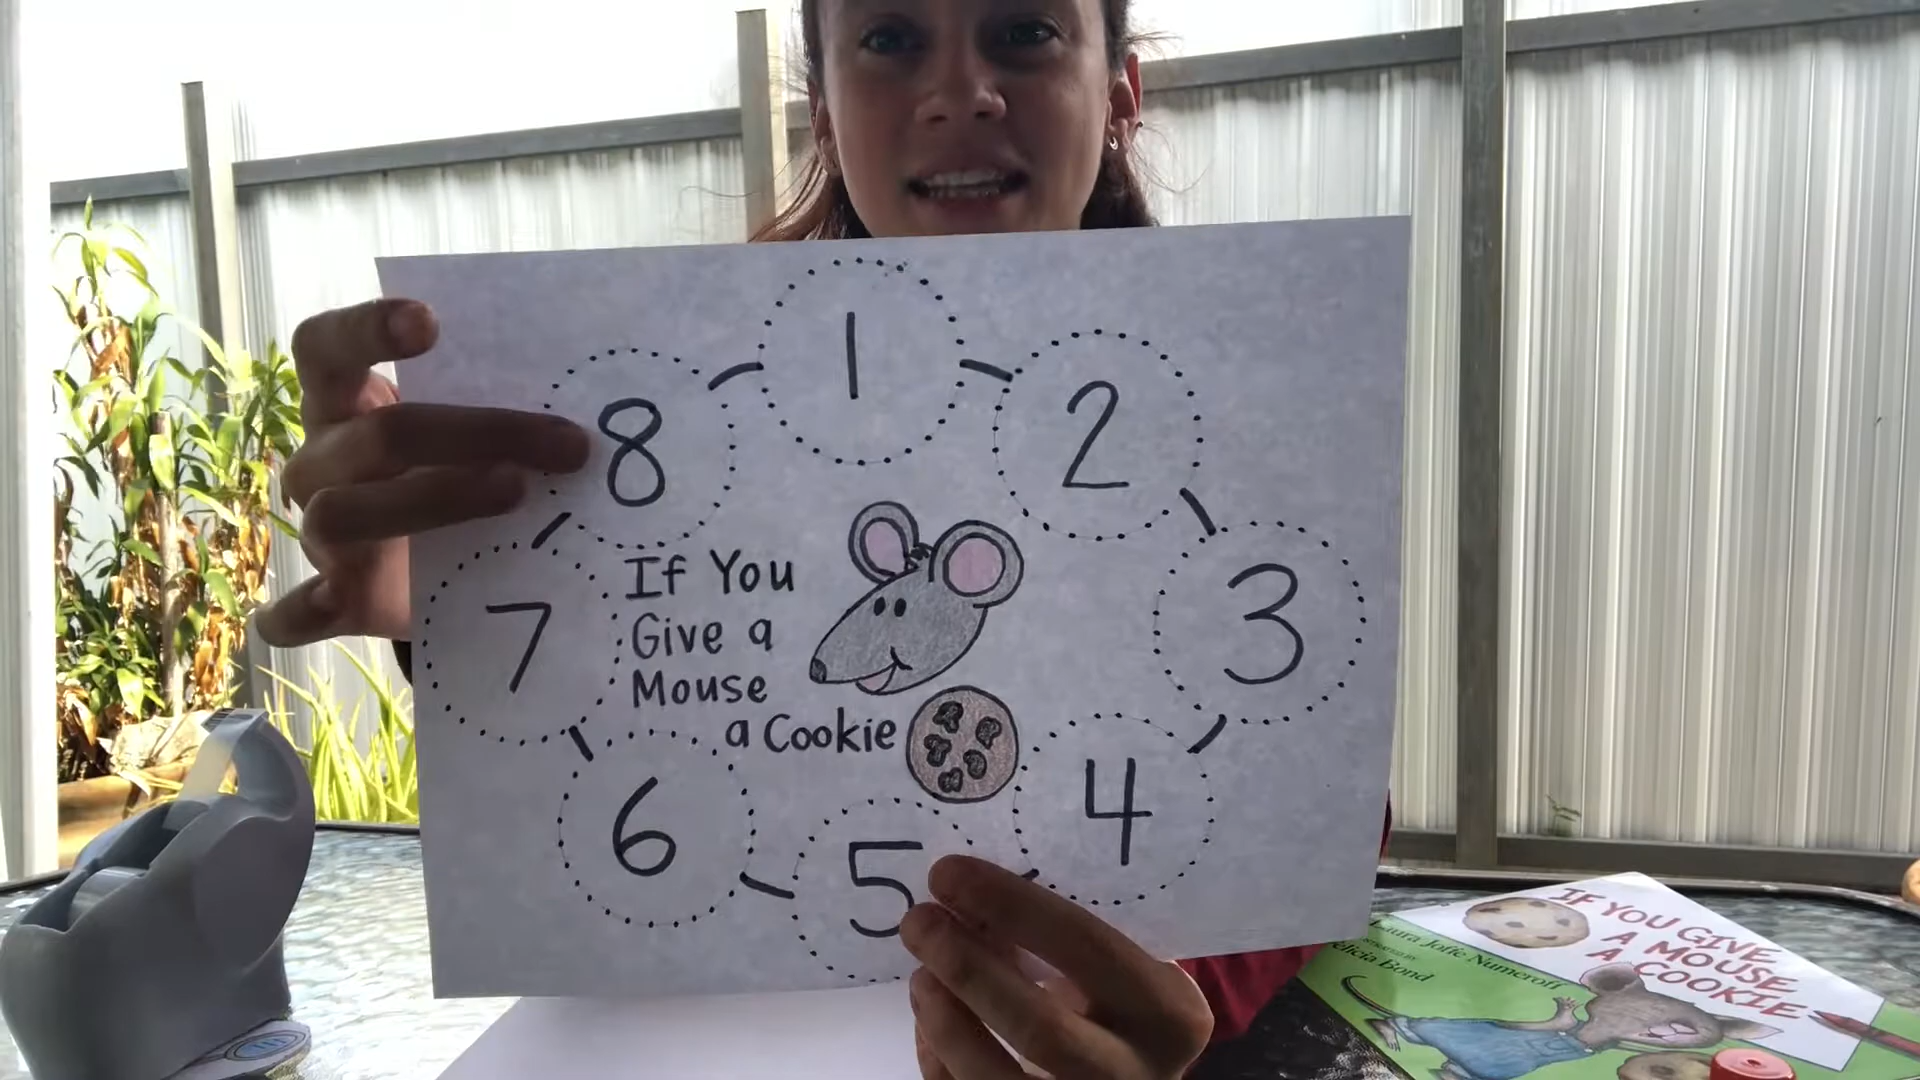 1
2
3
4
5
6
7
8
If You
Give a
Mouse
a Cookie
IF YOU GIVE
A MOUSE
A COOKIE
Laura Joffe Numeroff
Felicia Bond